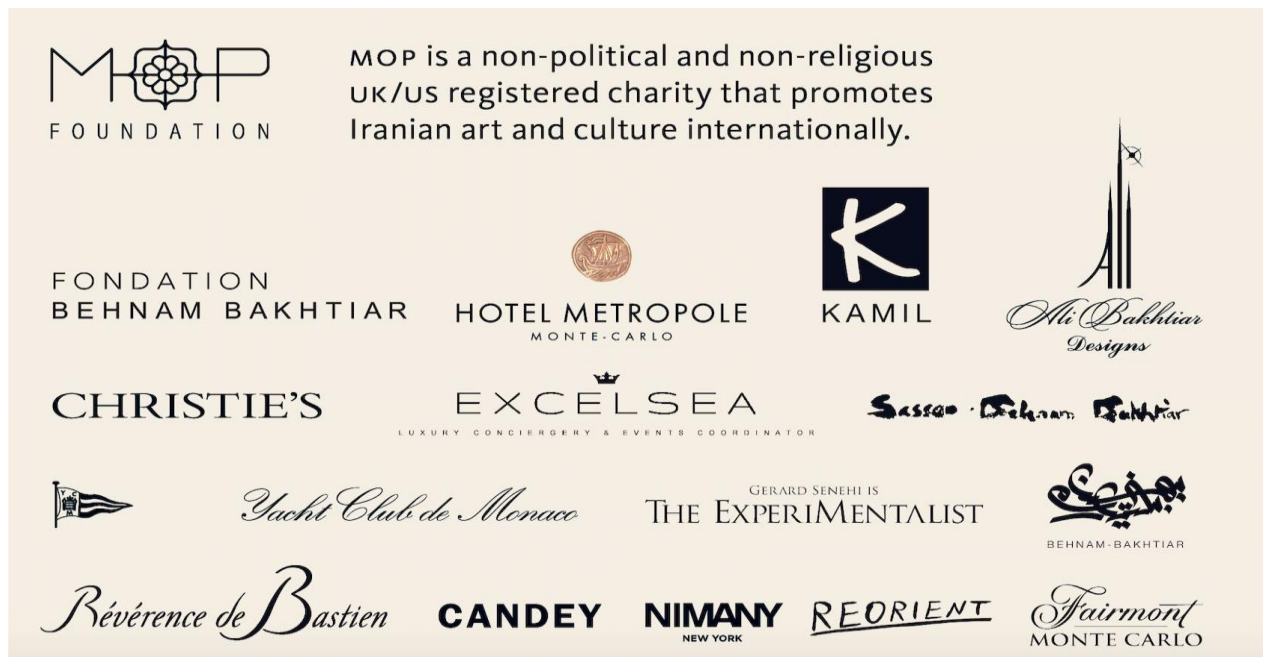 MOP
FOUNDATION
MOP is a non-political and non-religious
UK/US registered charity that promotes
Iranian art and culture internationally.
FONDATION
BEHNAM BAKHTIAR
HOTEL METROPOLE
MONTE-CARLO
K
KAMIL
Ali Bakhtiar
Designs
CHRISTIE'S
EXCELSEA
LUXURY CONCIERGERY & EVENTS COORDINATOR
Sassan Behnam Bakhtiar
Y C
M
Yacht Club de Monaco
GERARD SENEHI IS
THE EXPERIMENTALIST
BEHNAM-BAKHTIAR
Révérence de Bastien
CANDEY
NIMANY
NEW YORK
REORIENT
Fairmont
MONTE CARLO